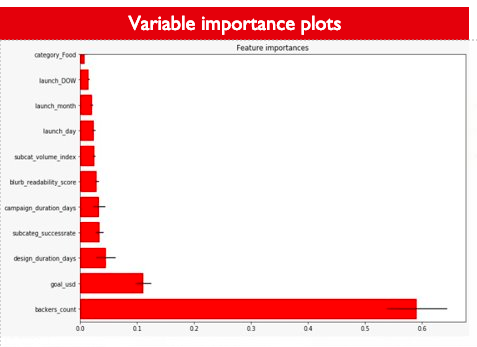 Variable importance plots
Feature importances
category_Food
launch_DOW
launch_month
launch_day
subcat_volume_index
blurb_readability_score
campaign_duration_days
subcateg_successrate
design_duration_days
goal_usd
backers_count
0.0 0.1 0.2 0.3 0.4 0.5 0.6